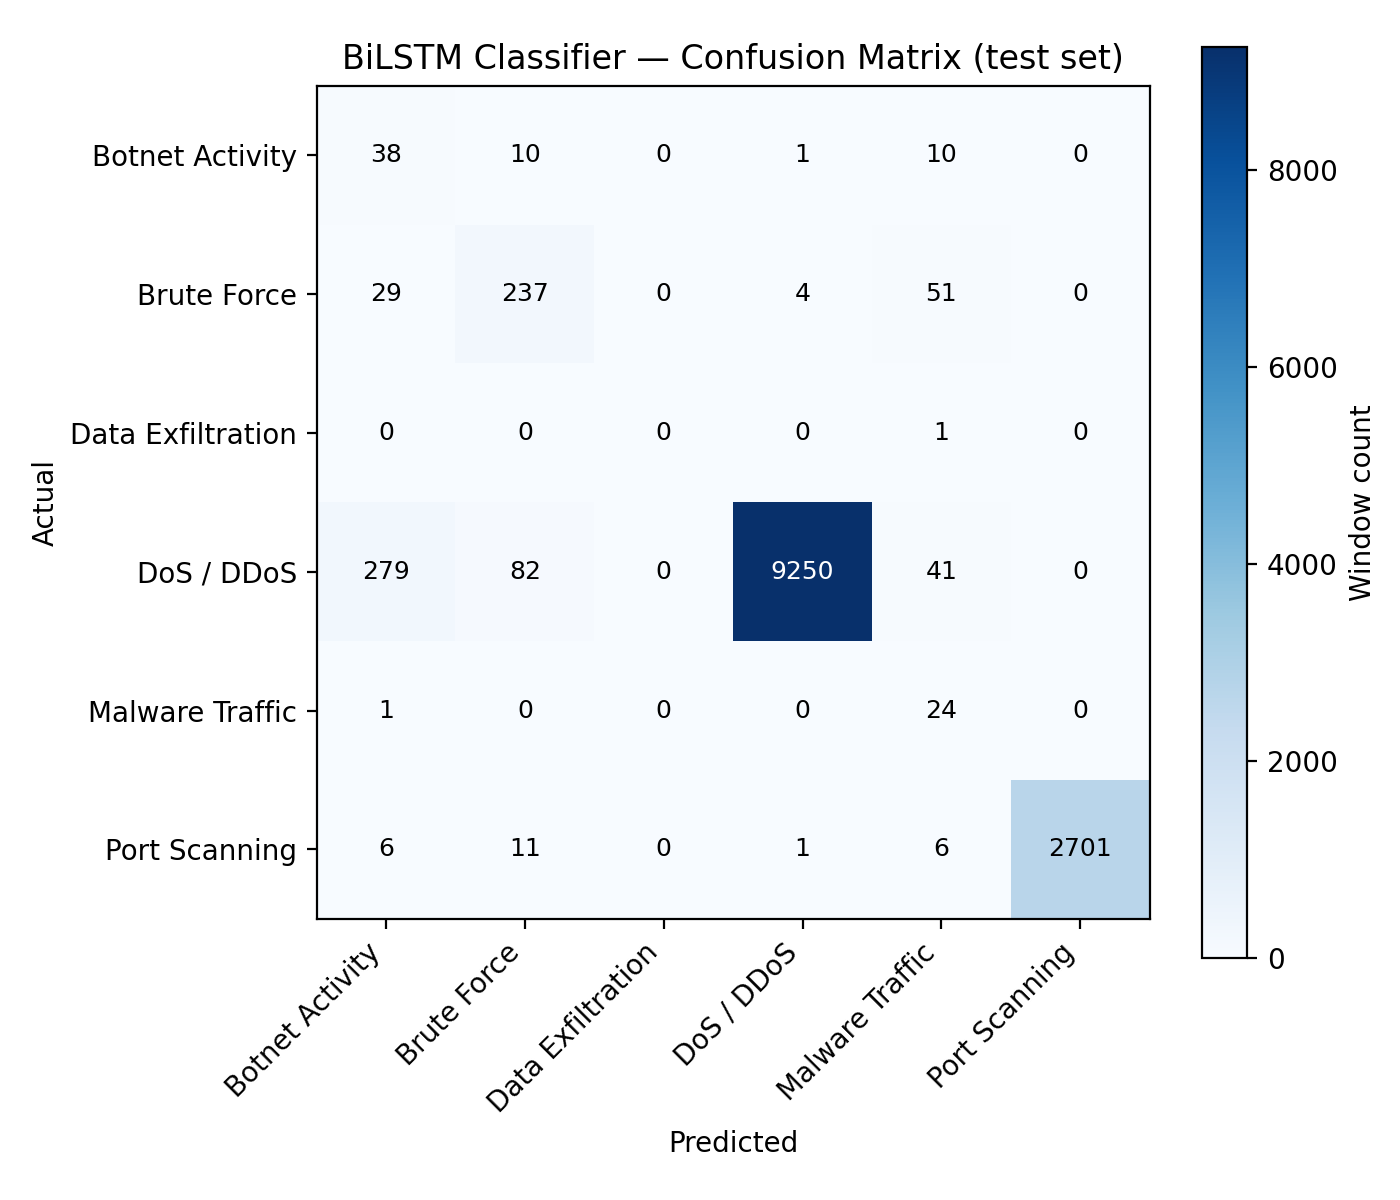 BiLSTM Classifier — Confusion Matrix (test set)
Botnet Activity 38 10 0 1 10 0
Brute Force 29 237 0 4 51 0
Data Exfiltration 0 0 0 0 1 0
DoS / DDoS 279 82 0 9250 41 0
Malware Traffic 1 0 0 0 24 0
Port Scanning 6 11 0 1 6 2701
Actual
Botnet Activity
Brute Force
Data Exfiltration
DoS / DDoS
Malware Traffic
Port Scanning
Predicted
8000
6000
4000
2000
0
Window count